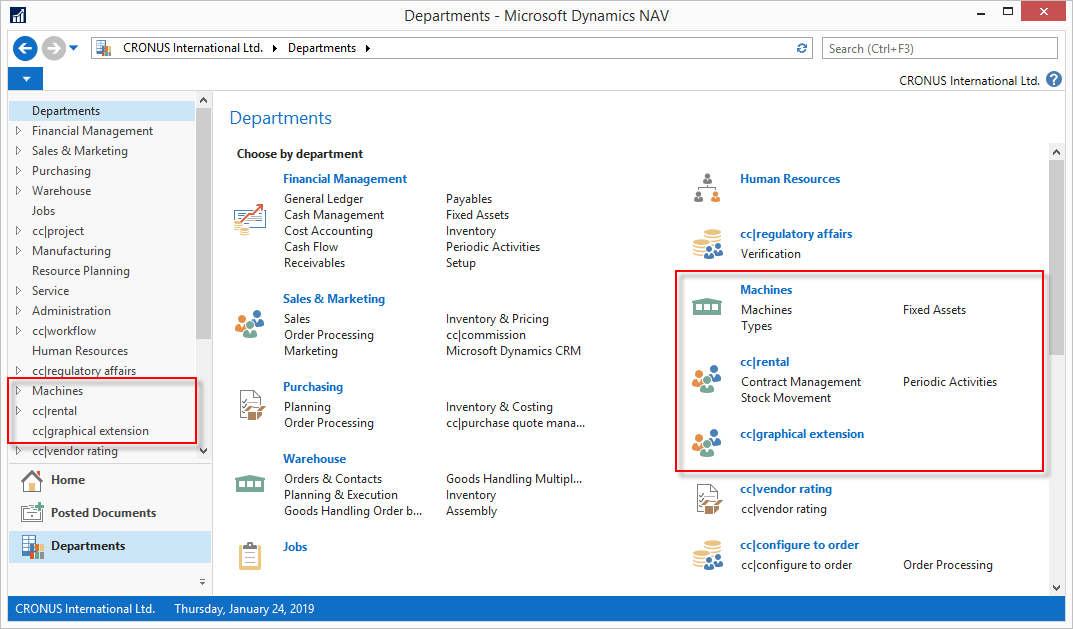 Departments - Microsoft Dynamics NAV
CRONUS International Ltd. Departments
Search (Ctrl+F3)
CRONUS International Ltd.
Departments
Financial Management
Sales & Marketing
Purchasing
Warehouse
Jobs
cc|project
Manufacturing
Resource Planning
Service
Administration
cc|workflow
Human Resources
cc|regulatory affairs
Machines
cc|rental
cc|graphical extension
cc|vendor rating
Home
Posted Documents
Departments
Departments
Choose by department
Financial Management
General Ledger Payables
Cash Management Fixed Assets
Cost Accounting Inventory
Cash Flow Periodic Activities
Receivables Setup
Sales & Marketing
Sales Inventory & Pricing
Order Processing cc|commission
Marketing Microsoft Dynamics CRM
Purchasing
Planning Inventory & Costing
Order Processing cc|purchase quote mana...
Warehouse
Orders & Contacts Goods Handling Multipl...
Planning & Execution Inventory
Goods Handling Order b... Assembly
Jobs
Human Resources
cc|regulatory affairs
Verification
Machines
Machines Fixed Assets
Types
cc|rental
Contract Management Periodic Activities
Stock Movement
cc|graphical extension
cc|vendor rating
cc|vendor rating
cc|configure to order
cc|configure to order Order Processing
CRONUS International Ltd. Thursday, January 24, 2019